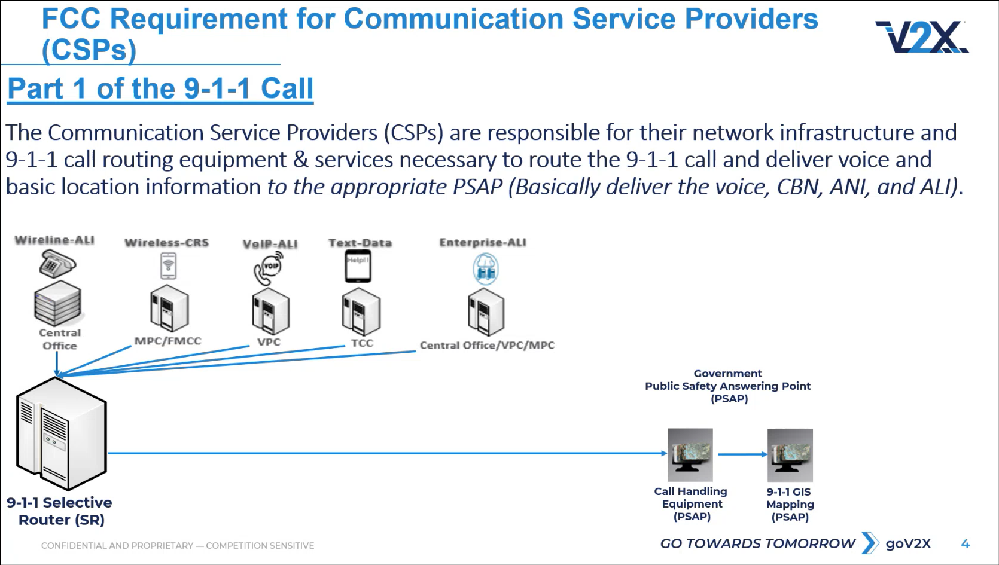 FCC Requirement for Communication Service Providers
(CSPs)
V2X
Part 1 of the 9-1-1 Call
The Communication Service Providers (CSPs) are responsible for their network infrastructure and
9-1-1 call routing equipment & services necessary to route the 9-1-1 call and deliver voice and
basic location information to the appropriate PSAP (Basically deliver the voice, CBN, ANI, and ALI).
Wireline-ALI
Wireless-CRS
VoIP-ALI
Text-Data
Enterprise-ALI
VOIP
Help!!
Central
Office
MPC/FMCC
VPC
TCC
Central Office/VPC/MPC
Government
Public Safety Answering Point
(PSAP)
9-1-1 Selective
Router (SR)
Call Handling
Equipment
(PSAP)
9-1-1 GIS
Mapping
(PSAP)
CONFIDENTIAL AND PROPRIETARY — COMPETITION SENSITIVE
GO TOWARDS TOMORROW
goV2X
4